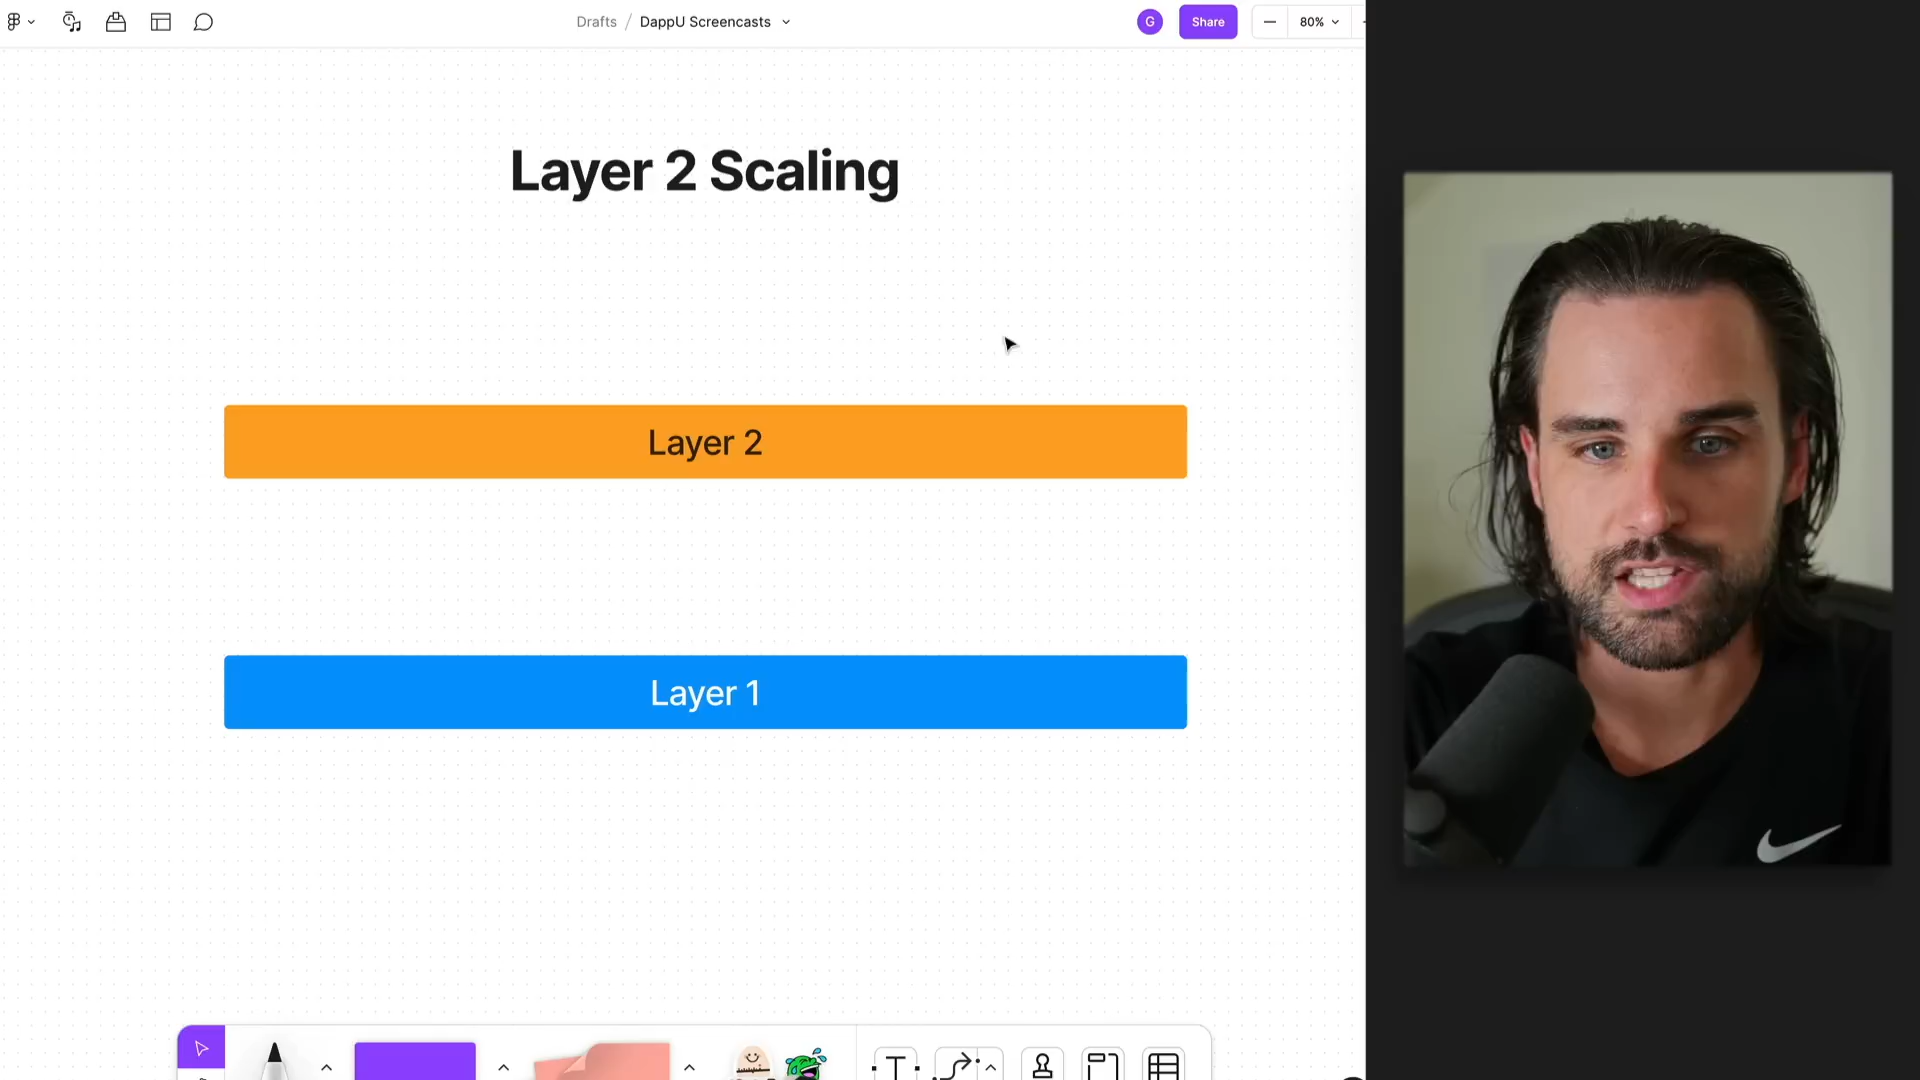 Drafts / DappU Screencasts
G
Share
80%
Layer 2 Scaling
Layer 2
Layer 1
T